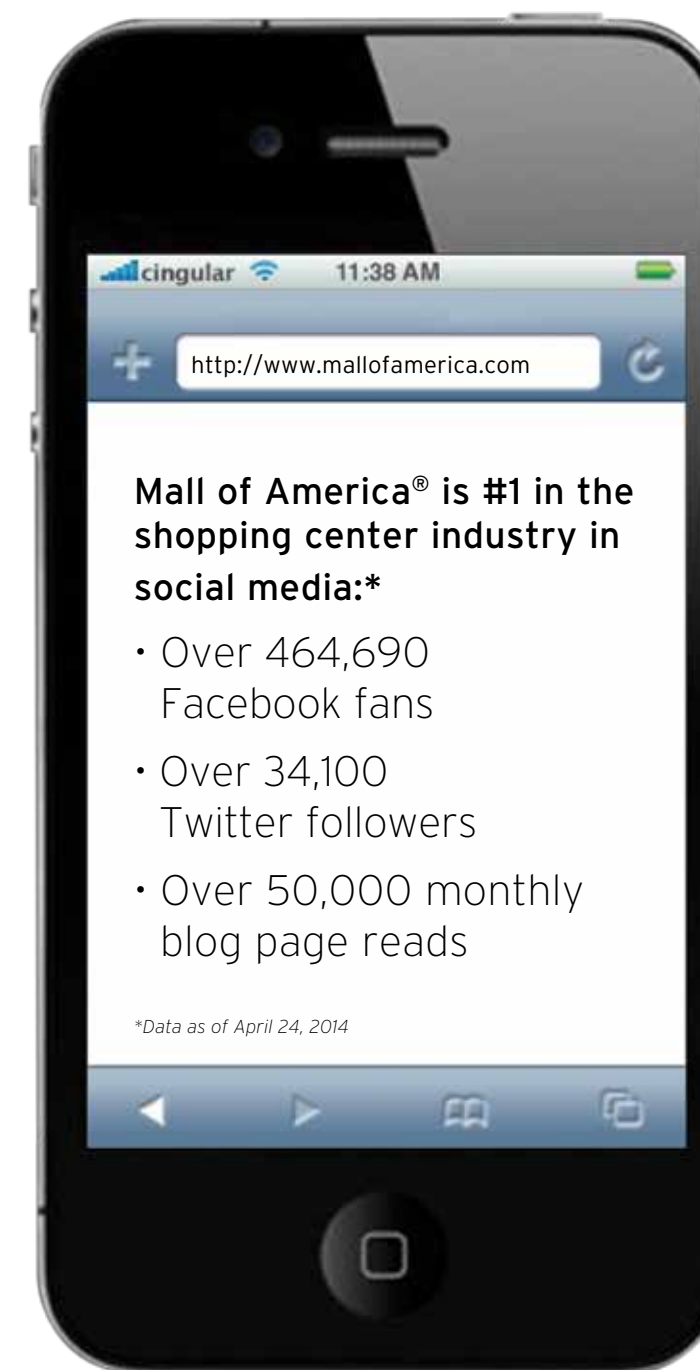 cingular 11:38 AM
http://www.mallofamerica.com
Mall of America® is #1 in the
shopping center industry in
social media:*
• Over 464,690
Facebook fans
• Over 34,100
Twitter followers
• Over 50,000 monthly
blog page reads
*Data as of April 24, 2014